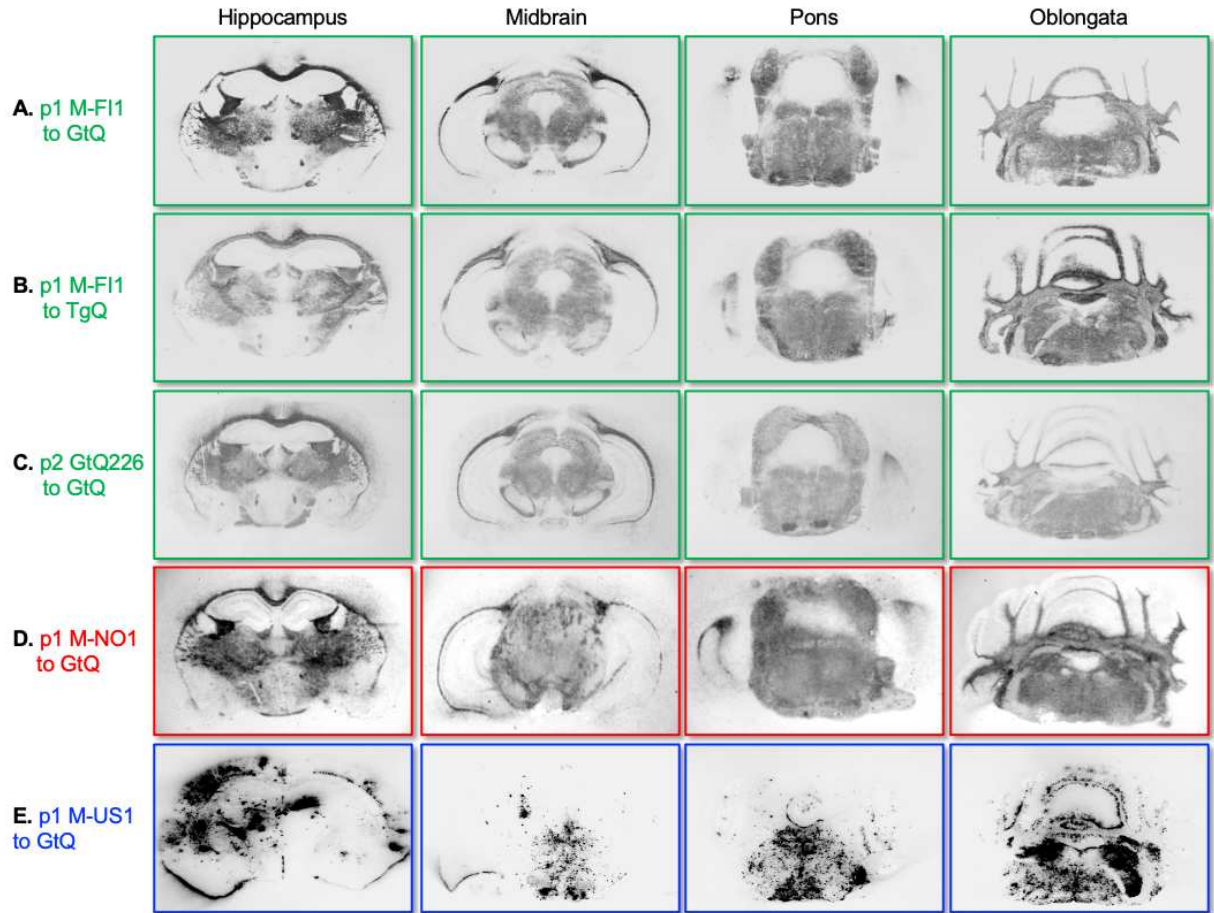 Hippocampus Midbrain Pons Oblongata
A. p1 M-FI1
to GtQ
B. p1 M-FI1
to TgQ
C. p2 GtQ226
to GtQ
D. p1 M-NO1
to GtQ
E. p1 M-US1
to GtQ